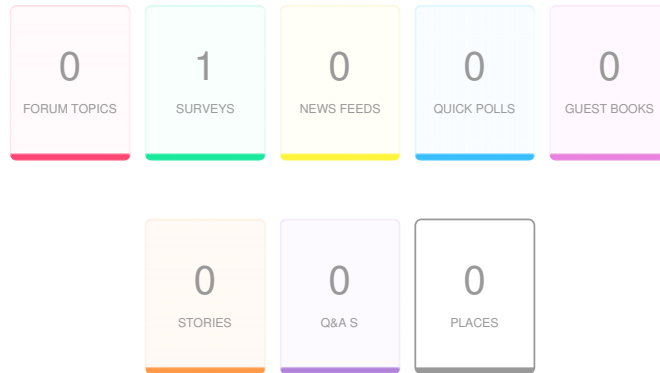 0 1 0 0 0
FORUM TOPICS SURVEYS NEWS FEEDS QUICK POLLS GUEST BOOKS
0 0 0
STORIES Q&A S PLACES